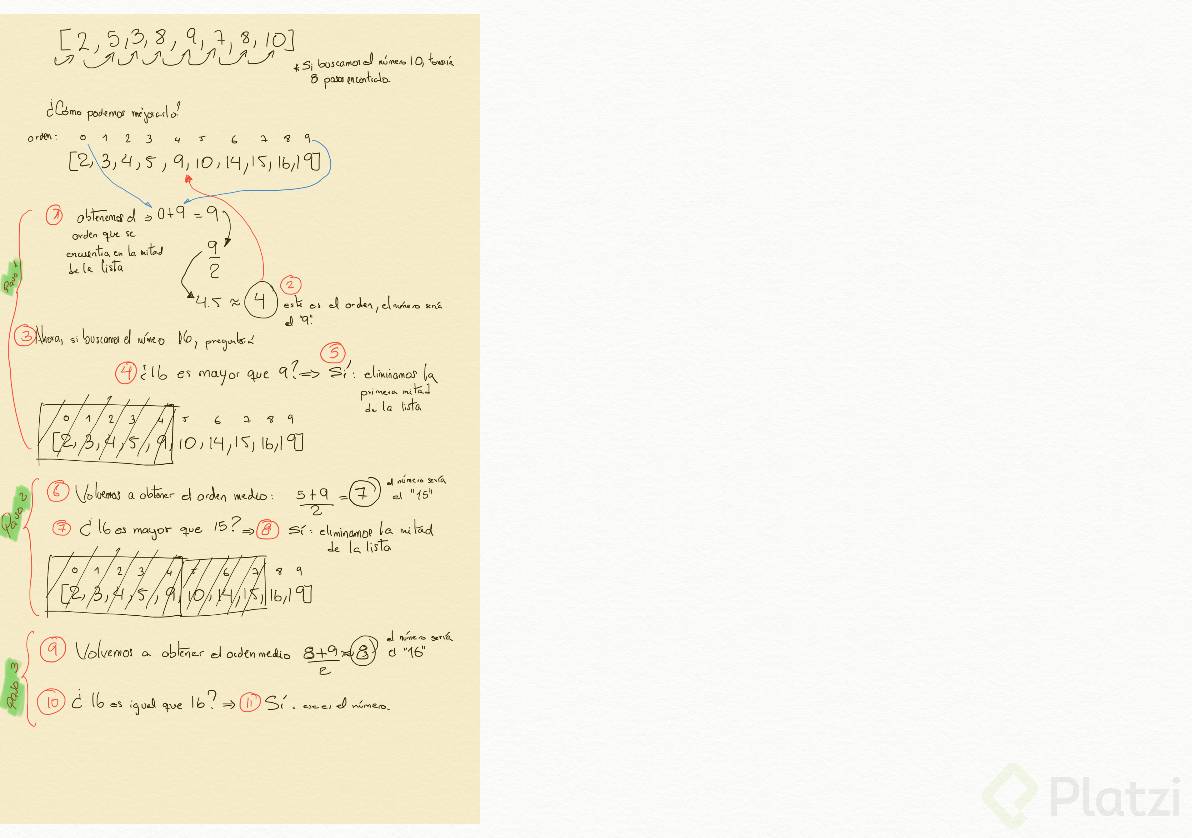 [2, 5, 3, 8, 9, 7, 8, 10]
* Si buscamos el número 10, tomaría
8 pasos encontrarlo
¿Cómo podemos mejorarlo?
orden: 0 1 2 3 4 5 6 7 8 9
[2, 3, 4, 5, 9, 10, 14, 15, 16, 19]
Paso 1
1 obtenemos el ⇒ 0+9 = 9
orden que se
encuentra en la mitad
de la lista
9
2
4.5 ≈ 4
2
este es el orden, el número sería
el "9".
3 Ahora, si buscamos el número 16, pregunta:
4 ¿16 es mayor que 9? ⇒ 5 Sí: eliminamos la
primera mitad
de la lista
0 1 2 3 4 5 6 7 8 9
[2, 3, 4, 5, 9, 10, 14, 15, 16, 19]
Paso 2
6 Volvemos a obtener el orden medio: 5+9 = 7
2
el número sería
el "15"
7 ¿16 es mayor que 15? ⇒ 8 Sí: eliminamos la mitad
de la lista
0 1 2 3 4 5 6 7 8 9
[2, 3, 4, 5, 9, 10, 14, 15, 16, 19]
Paso 3
9 Volvemos a obtener el orden medio 8+9 ≈ 8
2
el número sería
el "16"
10 ¿16 es igual que 16? ⇒ 11 Sí. ese es el número.
Platzi